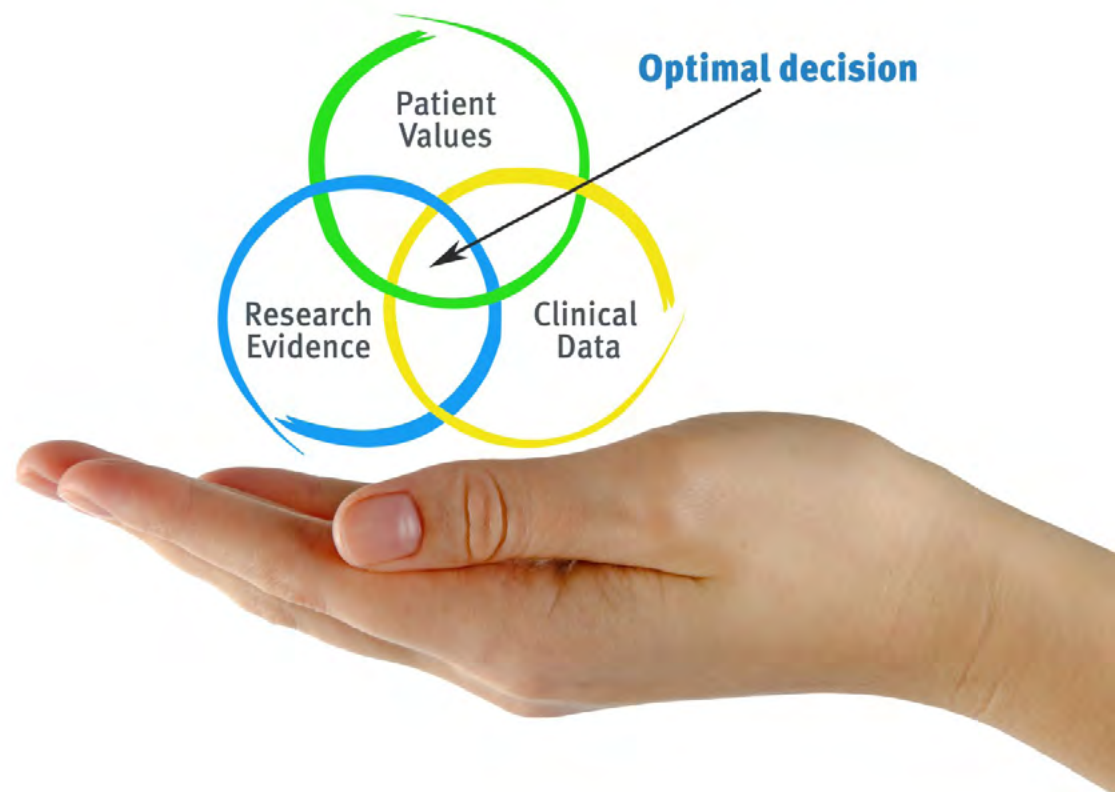 Optimal decision
Patient
Values
Research
Evidence
Clinical
Data